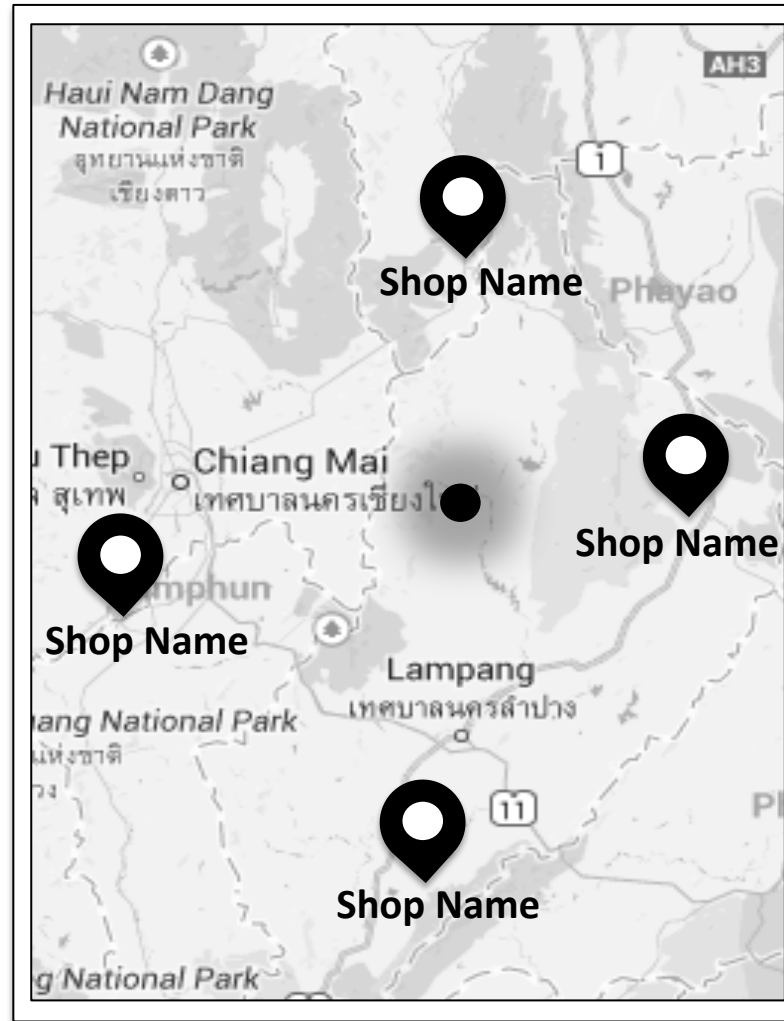 AH3
Haui Nam Dang
National Park
อุทยานแห่งชาติ
เชียงดาว
1
Shop Name
Phayao
Thep
สุเทพ
Chiang Mai
เทศบาลนครเชียงให
Shop Name
mphun
Shop Name
Lampang
เทศบาลนครลำปาง
ang National Park
แห่งชาติ
วง
11
Shop Name
g National Park